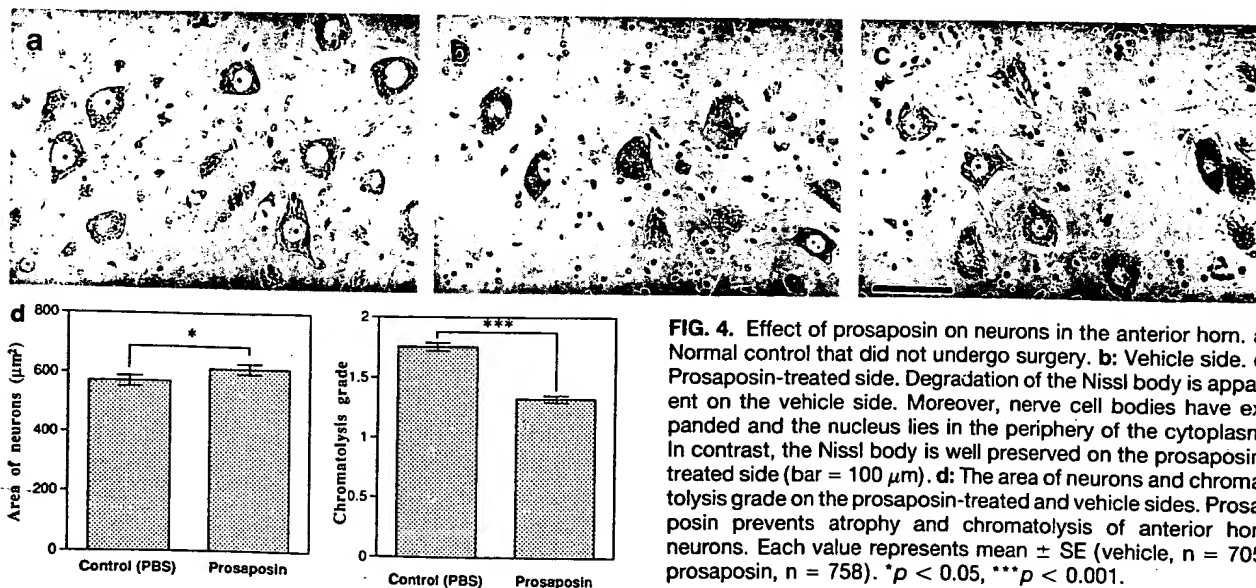 a
b
c
d
800
600
400
200
0
Area of neurons (µm²)
*
Control (PBS)
Prosaposin
2
1.5
1
0.5
0
Chromatolysis grade
***
Control (PBS)
Prosaposin
FIG. 4. Effect of prosaposin on neurons in the anterior horn. a
Normal control that did not undergo surgery. b: Vehicle side.
Prosaposin-treated side. Degradation of the Nissl body is appar-
ent on the vehicle side. Moreover, nerve cell bodies have ex
panded and the nucleus lies in the periphery of the cytoplasm
In contrast, the Nissl body is well preserved on the prosaposin
treated side (bar = 100 µm). d: The area of neurons and chroma
tolysis grade on the prosaposin-treated and vehicle sides. Prosa
posin prevents atrophy and chromatolysis of anterior hor
neurons. Each value represents mean ± SE (vehicle, n = 705
prosaposin, n = 758). *p < 0.05, ***p < 0.001.